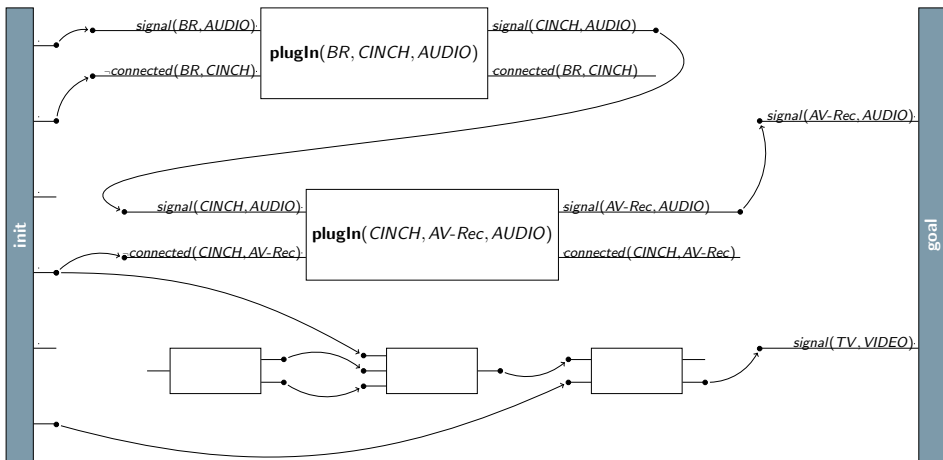 init
signal(BR, AUDIO)
¬connected(BR, CINCH)
plugIn(BR, CINCH, AUDIO)
signal(CINCH, AUDIO)
connected(BR, CINCH)
signal(CINCH, AUDIO)
¬connected(CINCH, AV-Rec)
plugIn(CINCH, AV-Rec, AUDIO)
signal(AV-Rec, AUDIO)
connected(CINCH, AV-Rec)
signal(AV-Rec, AUDIO)
signal(TV, VIDEO)
goal